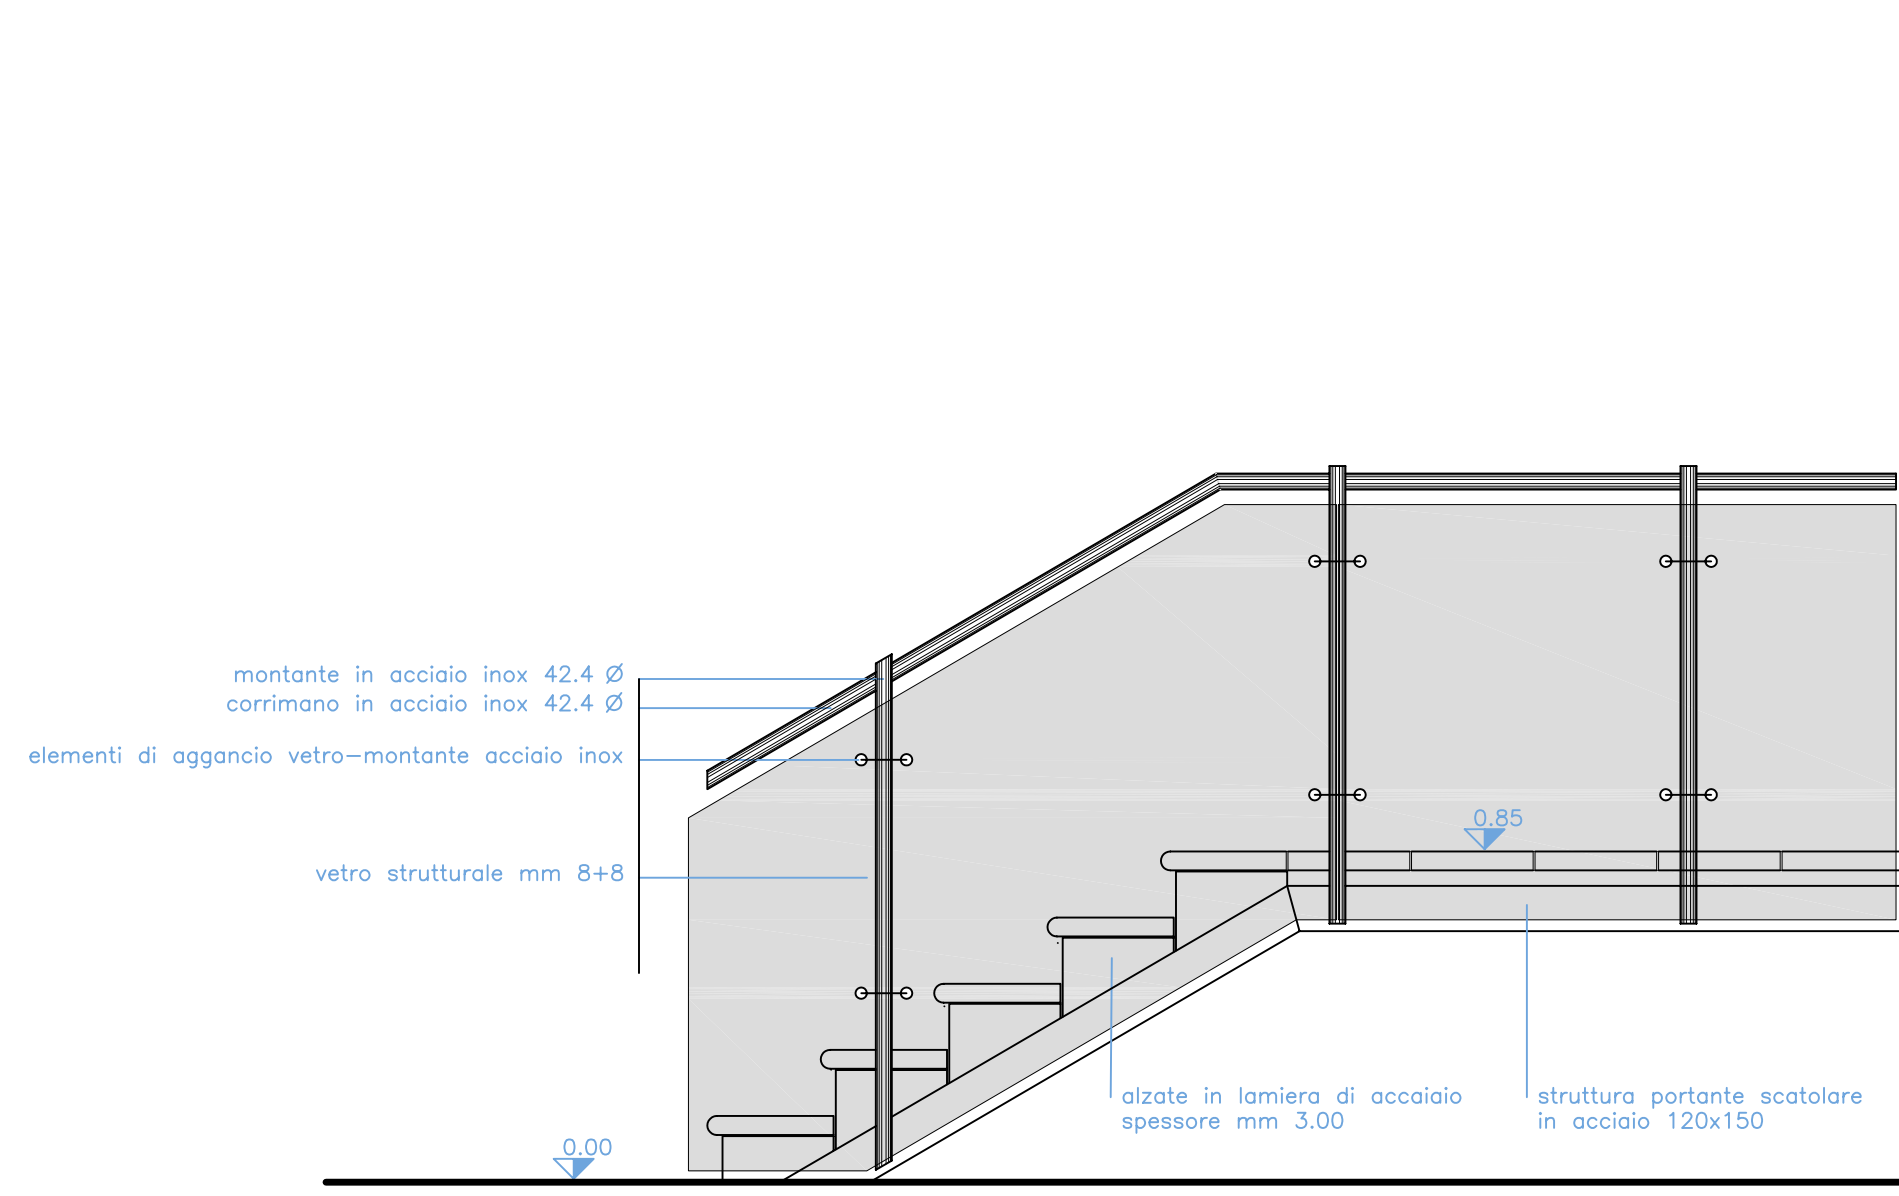 montante in acciaio inox 42.4 Ø
corrimano in acciaio inox 42.4 Ø
elementi di aggancio vetro-montante acciaio inox
0.85
vetro strutturale mm 8+8
alzate in lamiera di accaiaio
spessore mm 3.00
struttura portante scatolare
in acciaio 120x150
0.00